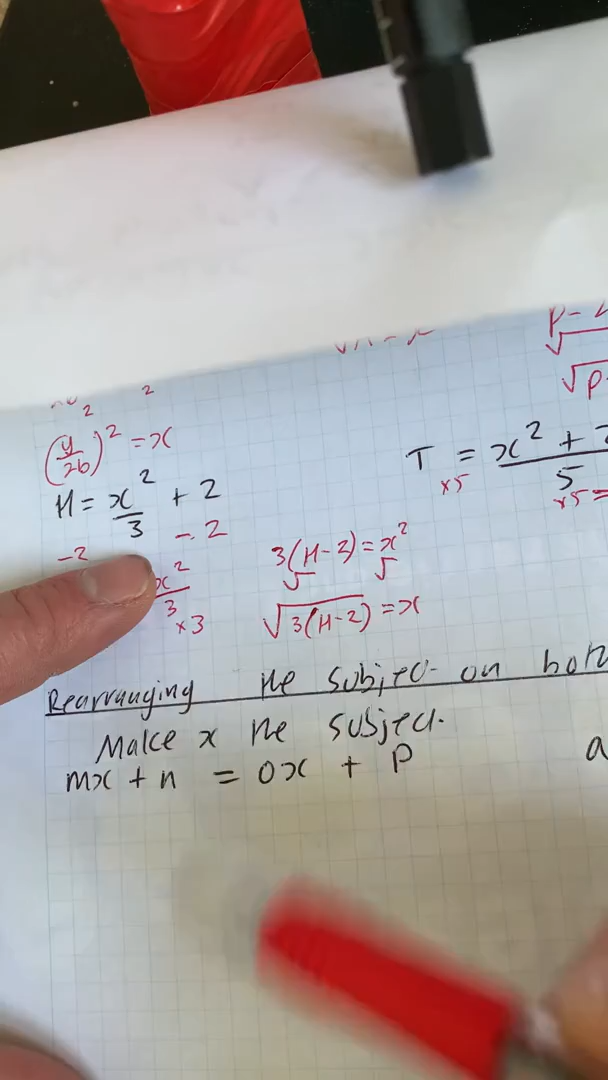 (y/2b)² = x
H = x²/3 + 2
-2 -2
x²/3
×3
3(H-2) = x²
√ √
√3(H-2) = x
√p
T = x² +
5
×5 ×5 =
Rearranging the subject on both
Make x the subject.
mx + n = ox + p
a